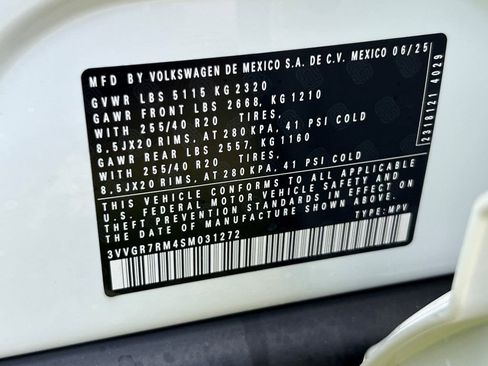 MFD BY VOLKSWAGEN DE MEXICO S.A. DE C.V. MEXICO 06/25
GVWR LBS 5115 KG 2320
GAWR FRONT LBS 2668, KG 1210
WITH 255/40 R20 TIRES,
8.5JX20 RIMS, AT 280 KPA, 41 PSI COLD
GAWR REAR LBS 2557, KG 1160
WITH 255/40 R20 TIRES,
8.5JX20 RIMS, AT 280 KPA, 41 PSI COLD
THIS VEHICLE CONFORMS TO ALL APPLICABLE
U.S. FEDERAL MOTOR VEHICLE SAFETY AND
THEFT PREVENTION STANDARDS IN EFFECT ON
THE DATE OF MANUFACTURE SHOWN ABOVE
3VVGR7RM4SM031272 TYPE: MPV
2318121 4029